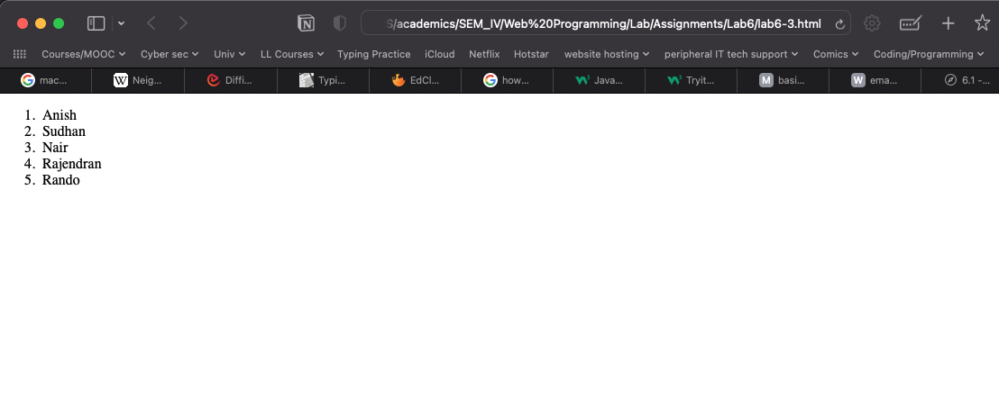 S/academics/SEM_IV/Web%20Programming/Lab/Assignments/Lab6/lab6-3.html
Courses/MOOC Cyber sec Univ LL Courses Typing Practice iCloud Netflix Hotstar website hosting peripheral IT tech support Comics Coding/Programming
mac... Neig... Diffi... Typi... EdCl... how... Java... Tryit... M basi... W ema... 6.1 -...
1. Anish
2. Sudhan
3. Nair
4. Rajendran
5. Rando